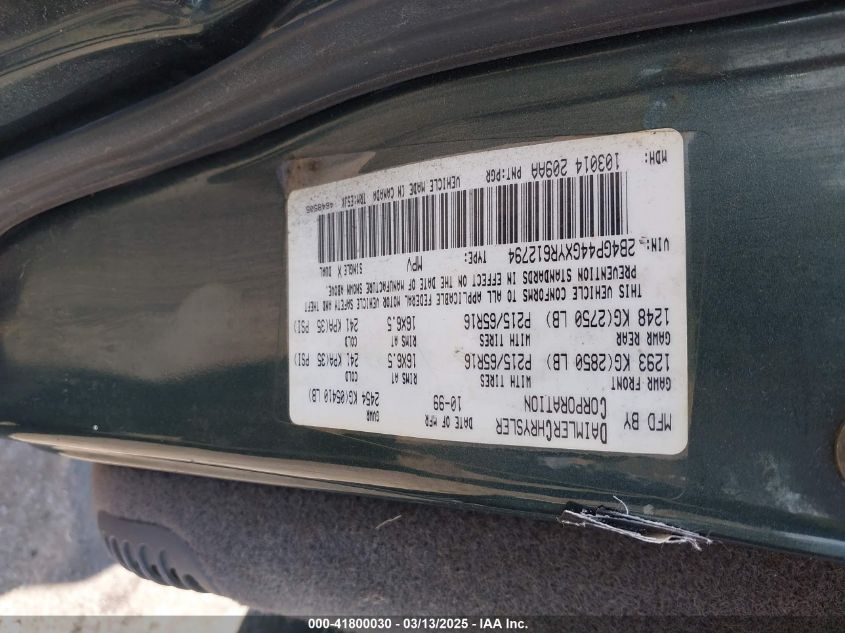 MFD BY DAIMLERCHRYSLER CORPORATION
DATE OF MFR 10-99
GVWR 2454 KG(05410 LB)
GAWR FRONT 1293 KG(2850 LB)
WITH TIRES P215/65R16
RIMS AT 16X6.5
COLD 241 KPA(35 PSI)
GAWR REAR 1248 KG(2750 LB)
WITH TIRES P215/65R16
RIMS AT 16X6.5
COLD 241 KPA(35 PSI)
THIS VEHICLE CONFORMS TO ALL APPLICABLE FEDERAL MOTOR VEHICLE SAFETY AND THEFT
PREVENTION STANDARDS IN EFFECT ON THE DATE OF MANUFACTURE SHOWN ABOVE.
VIN: 2B4GP44GXYR612794
TYPE: MPV
SINGLE X
DUAL
MDH: 103014 209AA PNT:PGR
VEHICLE MADE IN CANADA TRM:E5JX
4648505
000-41800030 - 03/13/2025 - IAA Inc.